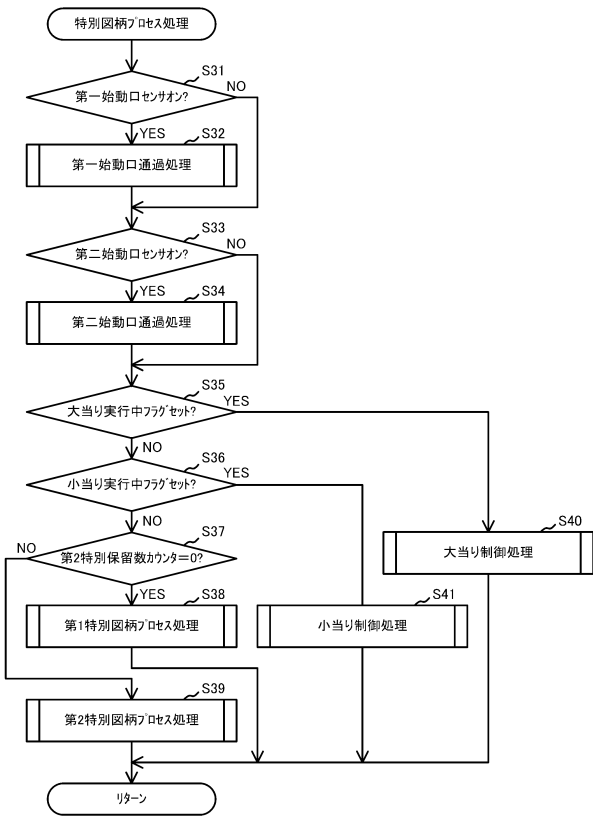 特別図柄プロセス処理
S31
第一始動口センサオン?
NO
YES
S32
第一始動口通過処理
S33
第二始動口センサオン?
NO
YES
S34
第二始動口通過処理
S35
大当り実行中フラグセット?
YES
NO
S36
小当り実行中フラグセット?
YES
NO
S37
第2特別保留数カウンタ=0?
NO
YES
S40
大当り制御処理
S38
第1特別図柄プロセス処理
S41
小当り制御処理
S39
第2特別図柄プロセス処理
リターン